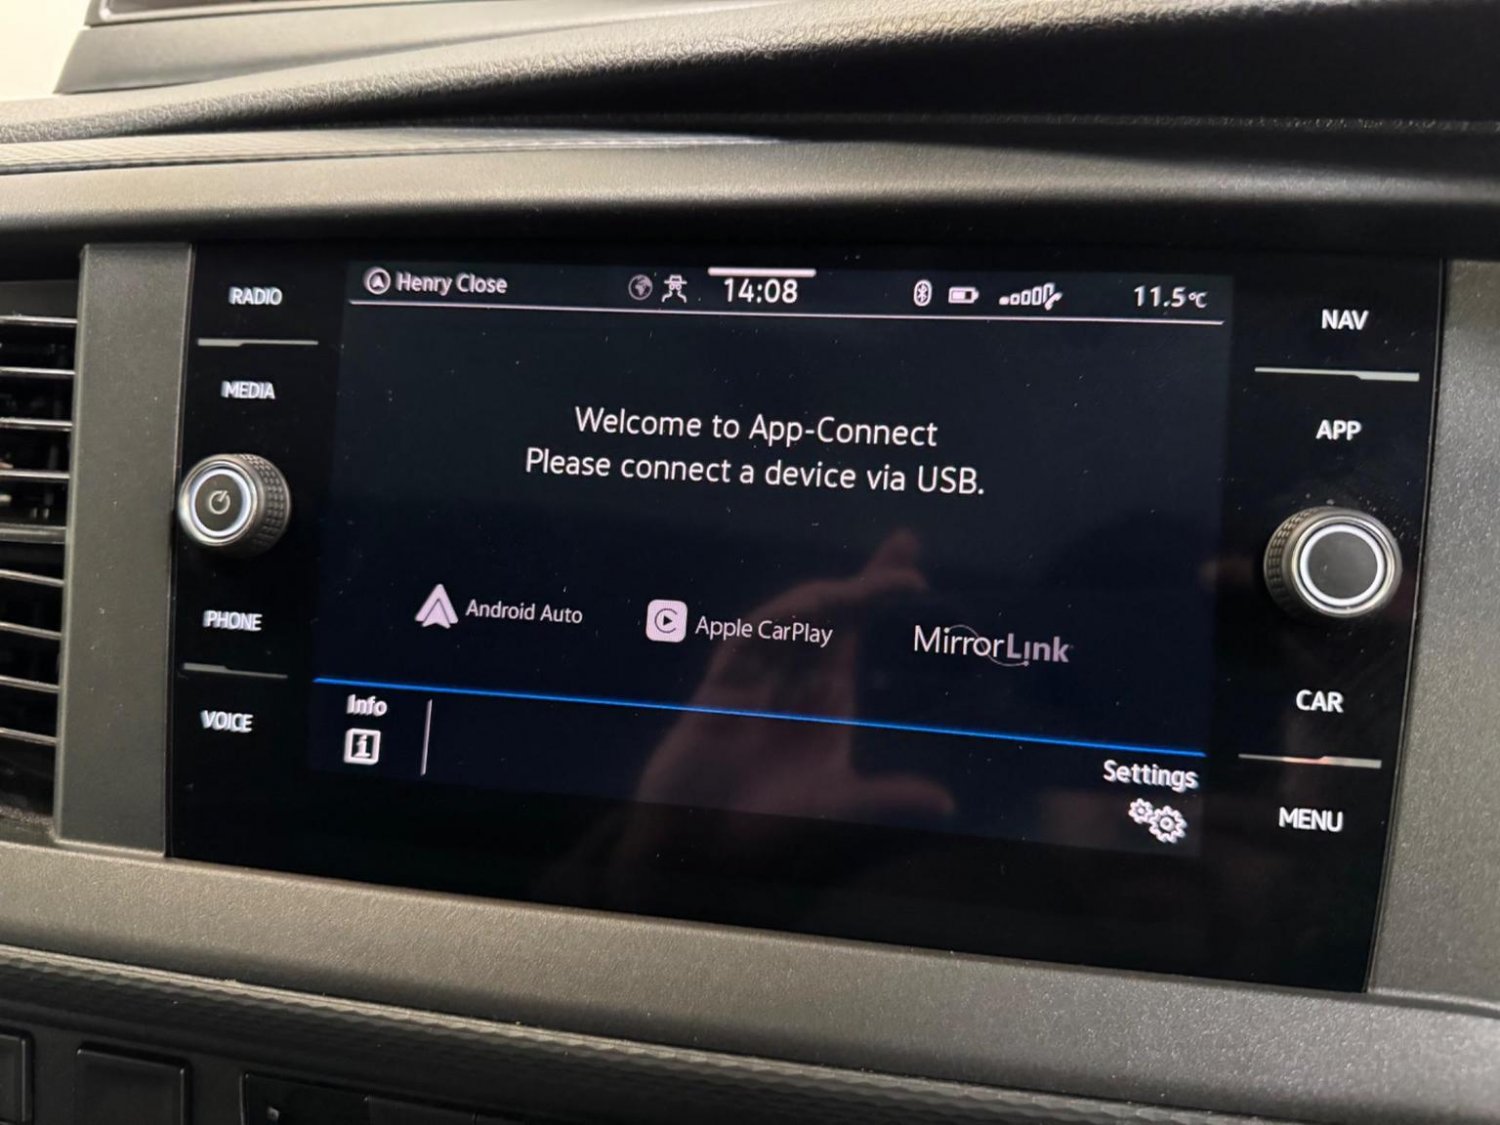 RADIO
MEDIA
PHONE
VOICE
Henry Close
14:08
11.5°C
Welcome to App-Connect
Please connect a device via USB.
Android Auto
Apple CarPlay
MirrorLink
Info
Settings
NAV
APP
CAR
MENU